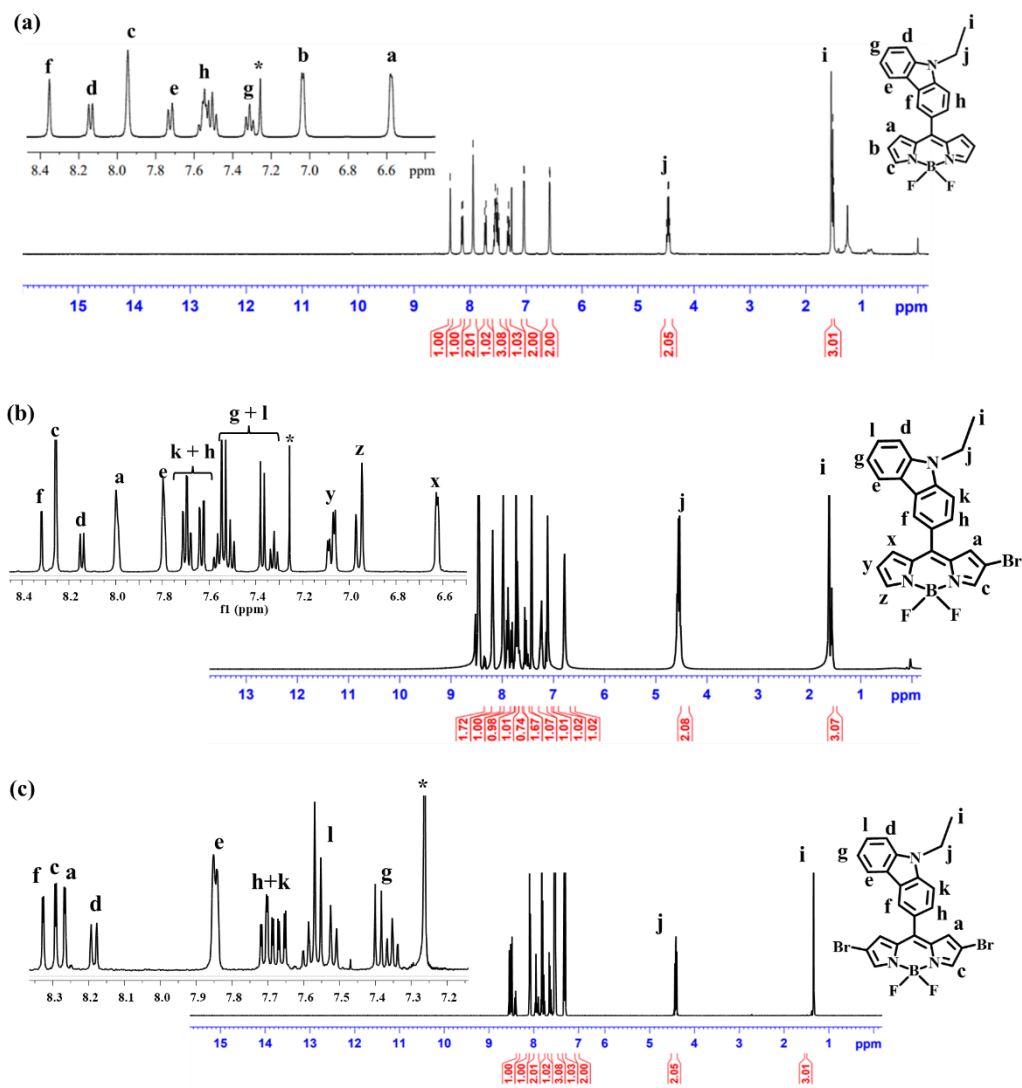 (a)
f
d
c
e
h
g
*
b
a
8.4 8.2 8.0 7.8 7.6 7.4 7.2 7.0 6.8 6.6 ppm
j
i
15 14 13 12 11 10 9 8 7 6 5 4 3 2 1 ppm
1.00 1.00 2.01 1.02 3.08 1.03 2.00 2.00 2.05 3.01
i
d
g
N
j
e
f
h
a
b
c
N
N
B
F
F
(b)
f
c
d
a
e
k + h
g + l
*
y
z
x
8.4 8.2 8.0 7.8 7.6 7.4 7.2 7.0 6.8 6.6
f1 (ppm)
j
i
13 12 11 10 9 8 7 6 5 4 3 2 1 ppm
1.72 1.00 0.98 1.01 0.74 1.67 1.07 1.01 1.02 1.02 2.08 3.07
i
l
d
g
N
j
e
k
f
h
x
a
y
Br
z
N
N
c
B
F
F
(c)
f
c
a
d
e
h+k
l
g
*
8.3 8.2 8.1 8.0 7.9 7.8 7.7 7.6 7.5 7.4 7.3 7.2
j
i
15 14 13 12 11 10 9 8 7 6 5 4 3 2 1 ppm
1.00 1.00 2.01 1.02 3.08 1.03 2.00 2.05 3.01
l
d
i
g
N
j
e
k
f
h
a
Br
Br
N
N
c
B
F
F